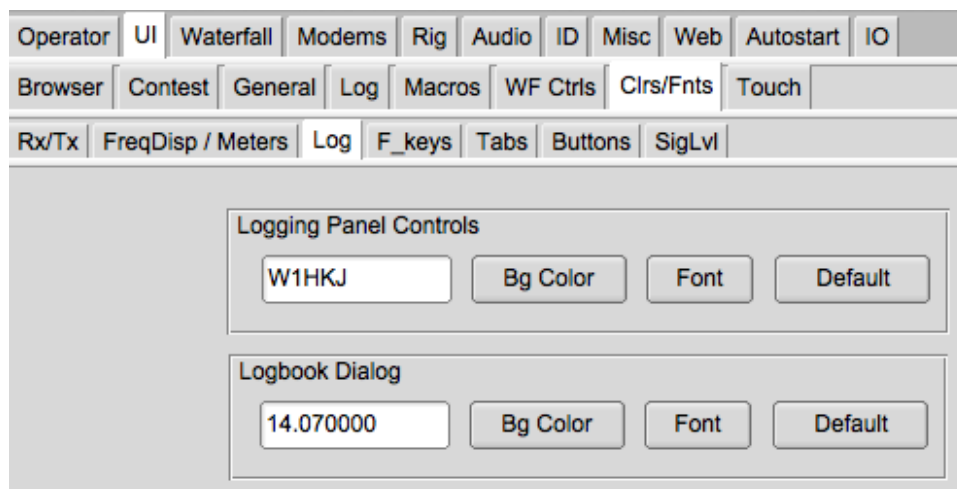 Operator UI Waterfall Modems Rig Audio ID Misc Web Autostart IO
Browser Contest General Log Macros WF Ctrls Clrs/Fnts Touch
Rx/Tx FreqDisp / Meters Log F_keys Tabs Buttons SigLvl
Logging Panel Controls
W1HKJ Bg Color Font Default
Logbook Dialog
14.070000 Bg Color Font Default